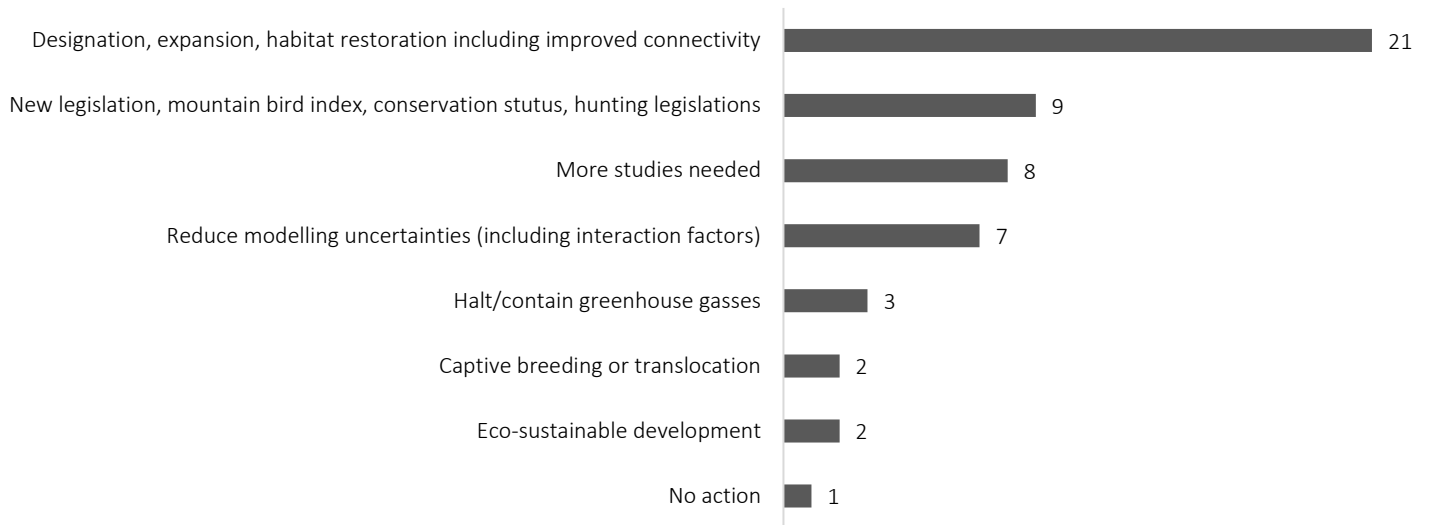 Designation, expansion, habitat restoration including improved connectivity 21
New legislation, mountain bird index, conservation stutus, hunting legislations 9
More studies needed 8
Reduce modelling uncertainties (including interaction factors) 7
Halt/contain greenhouse gasses 3
Captive breeding or translocation 2
Eco-sustainable development 2
No action 1